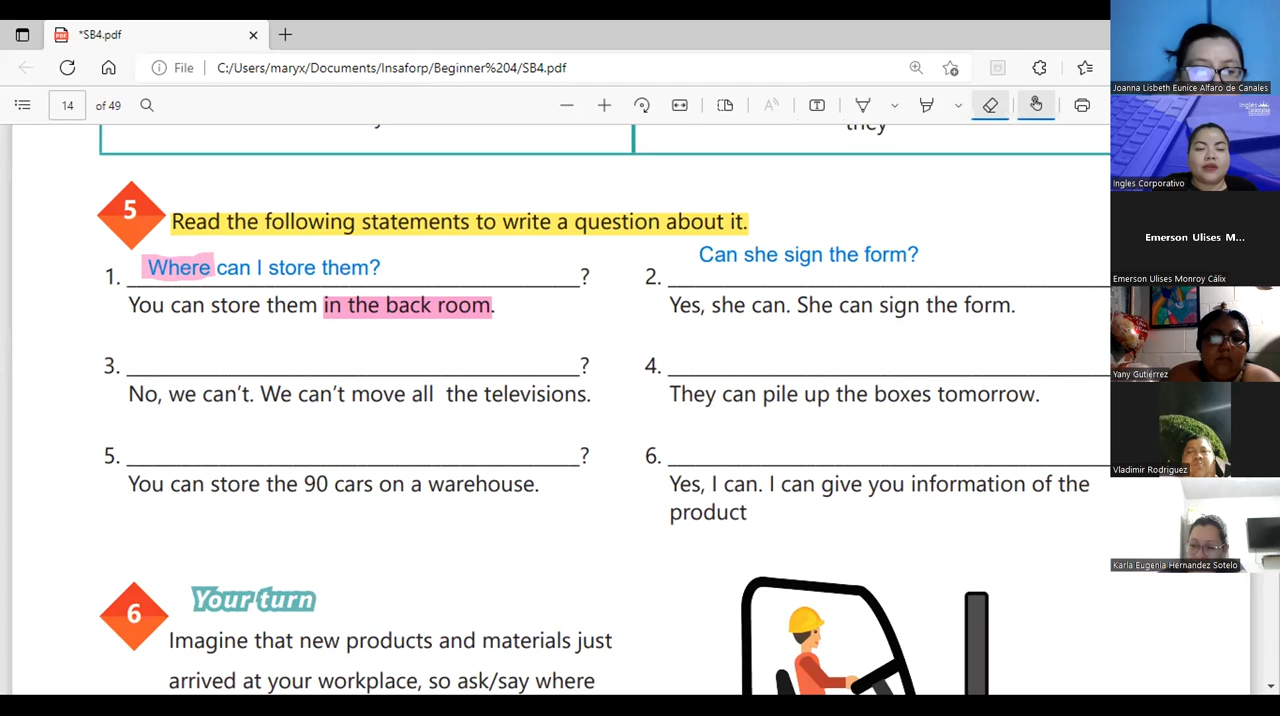 *SB4.pdf
File C:/Users/maryx/Documents/Insaforp/Beginner%204/SB4.pdf
14 of 49
they
5 Read the following statements to write a question about it.
1. Where can I store them? ?
You can store them in the back room.
2. Can she sign the form?
Yes, she can. She can sign the form.
3. ?
No, we can't. We can't move all the televisions.
4.
They can pile up the boxes tomorrow.
5. ?
You can store the 90 cars on a warehouse.
6.
Yes, I can. I can give you information of the
product
6 Your turn
Imagine that new products and materials just
arrived at your workplace, so ask/say where
Joanna Lisbeth Eunice Alfaro de Canales
Ingles Corporativo
Emerson Ulises M...
Emerson Ulises Monroy Cálix
Yany Gutiérrez
Vladimir Rodriguez
Karla Eugenia Hernandez Sotelo